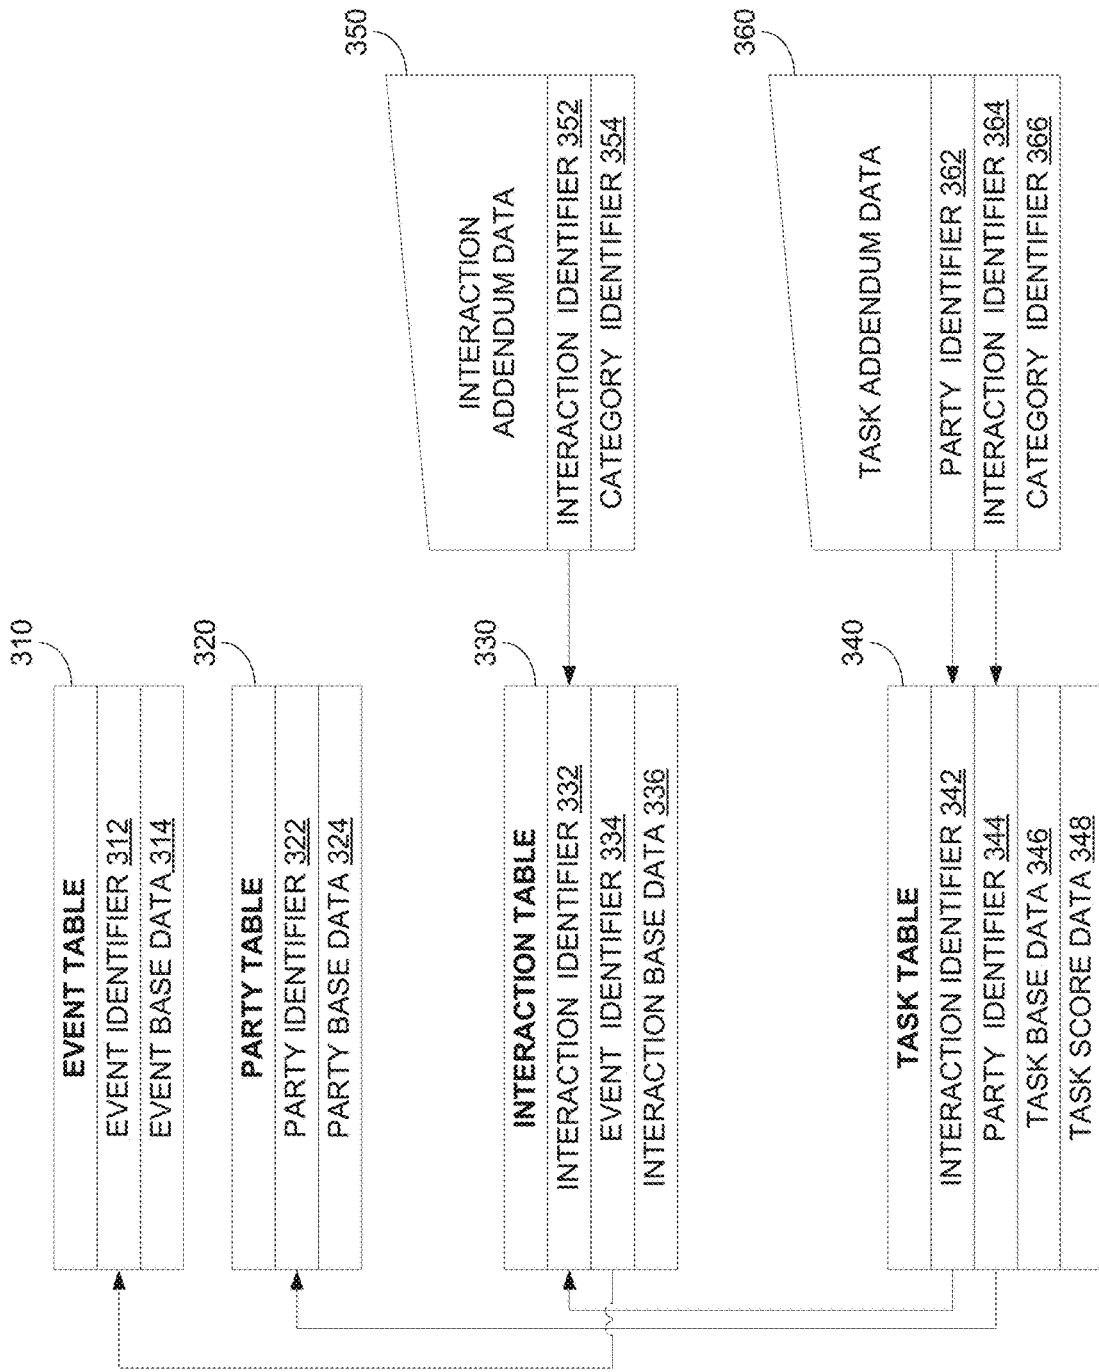 310
EVENT TABLE
EVENT IDENTIFIER 312
EVENT BASE DATA 314
320
PARTY TABLE
PARTY IDENTIFIER 322
PARTY BASE DATA 324
330
INTERACTION TABLE
INTERACTION IDENTIFIER 332
EVENT IDENTIFIER 334
INTERACTION BASE DATA 336
340
TASK TABLE
INTERACTION IDENTIFIER 342
PARTY IDENTIFIER 344
TASK BASE DATA 346
TASK SCORE DATA 348
350
INTERACTION
ADDENDUM DATA
INTERACTION IDENTIFIER 352
CATEGORY IDENTIFIER 354
360
TASK ADDENDUM DATA
PARTY IDENTIFIER 362
INTERACTION IDENTIFIER 364
CATEGORY IDENTIFIER 366